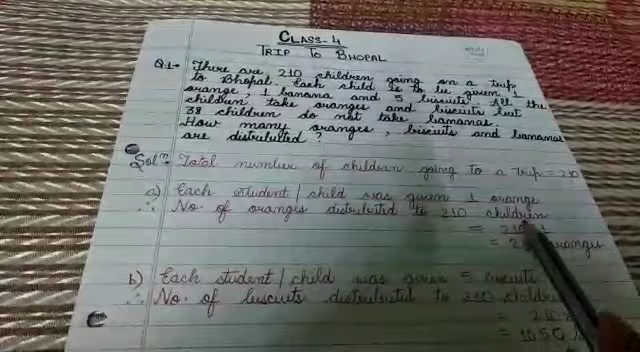 CLASS-4
TRIP TO BHOPAL
Q.1→ There are 210 children going on a trip
to Bhopal. Each child is to be given 1
orange, 1 banana and 5 biscuits. All the
children take oranges and biscuits but
38 children do not take bananas.
How many oranges, biscuits and bananas
are distributed?
Solⁿ: Total number of children going to a trip = 210
a) Each student/child was given 1 orange
∴ No. of oranges distributed to 210 children
=
= oranges
b) Each student/child was given 5 biscuits
∴ No. of biscuits distributed to 210 children
= 210
= 1050